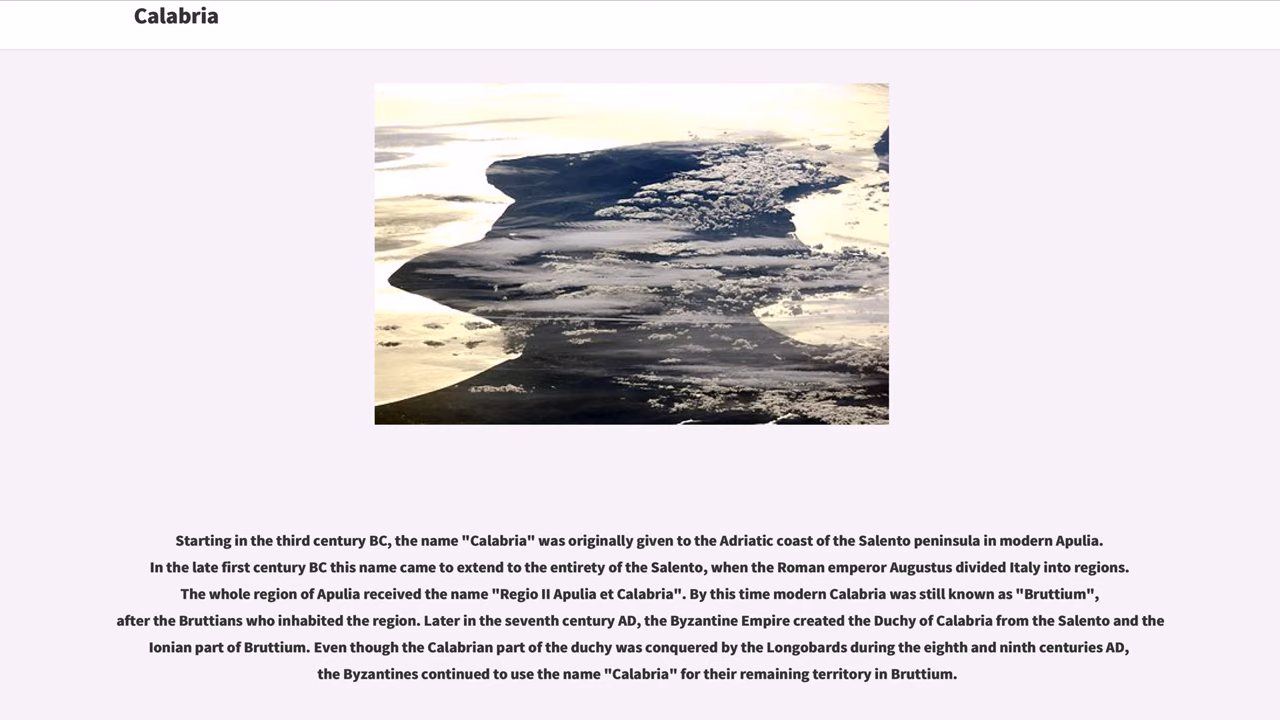 Calabria
Starting in the third century BC, the name "Calabria" was originally given to the Adriatic coast of the Salento peninsula in modern Apulia.
In the late first century BC this name came to extend to the entirety of the Salento, when the Roman emperor Augustus divided Italy into regions.
The whole region of Apulia received the name "Regio II Apulia et Calabria". By this time modern Calabria was still known as "Bruttium",
after the Bruttians who inhabited the region. Later in the seventh century AD, the Byzantine Empire created the Duchy of Calabria from the Salento and the
Ionian part of Bruttium. Even though the Calabrian part of the duchy was conquered by the Longobards during the eighth and ninth centuries AD,
the Byzantines continued to use the name "Calabria" for their remaining territory in Bruttium.